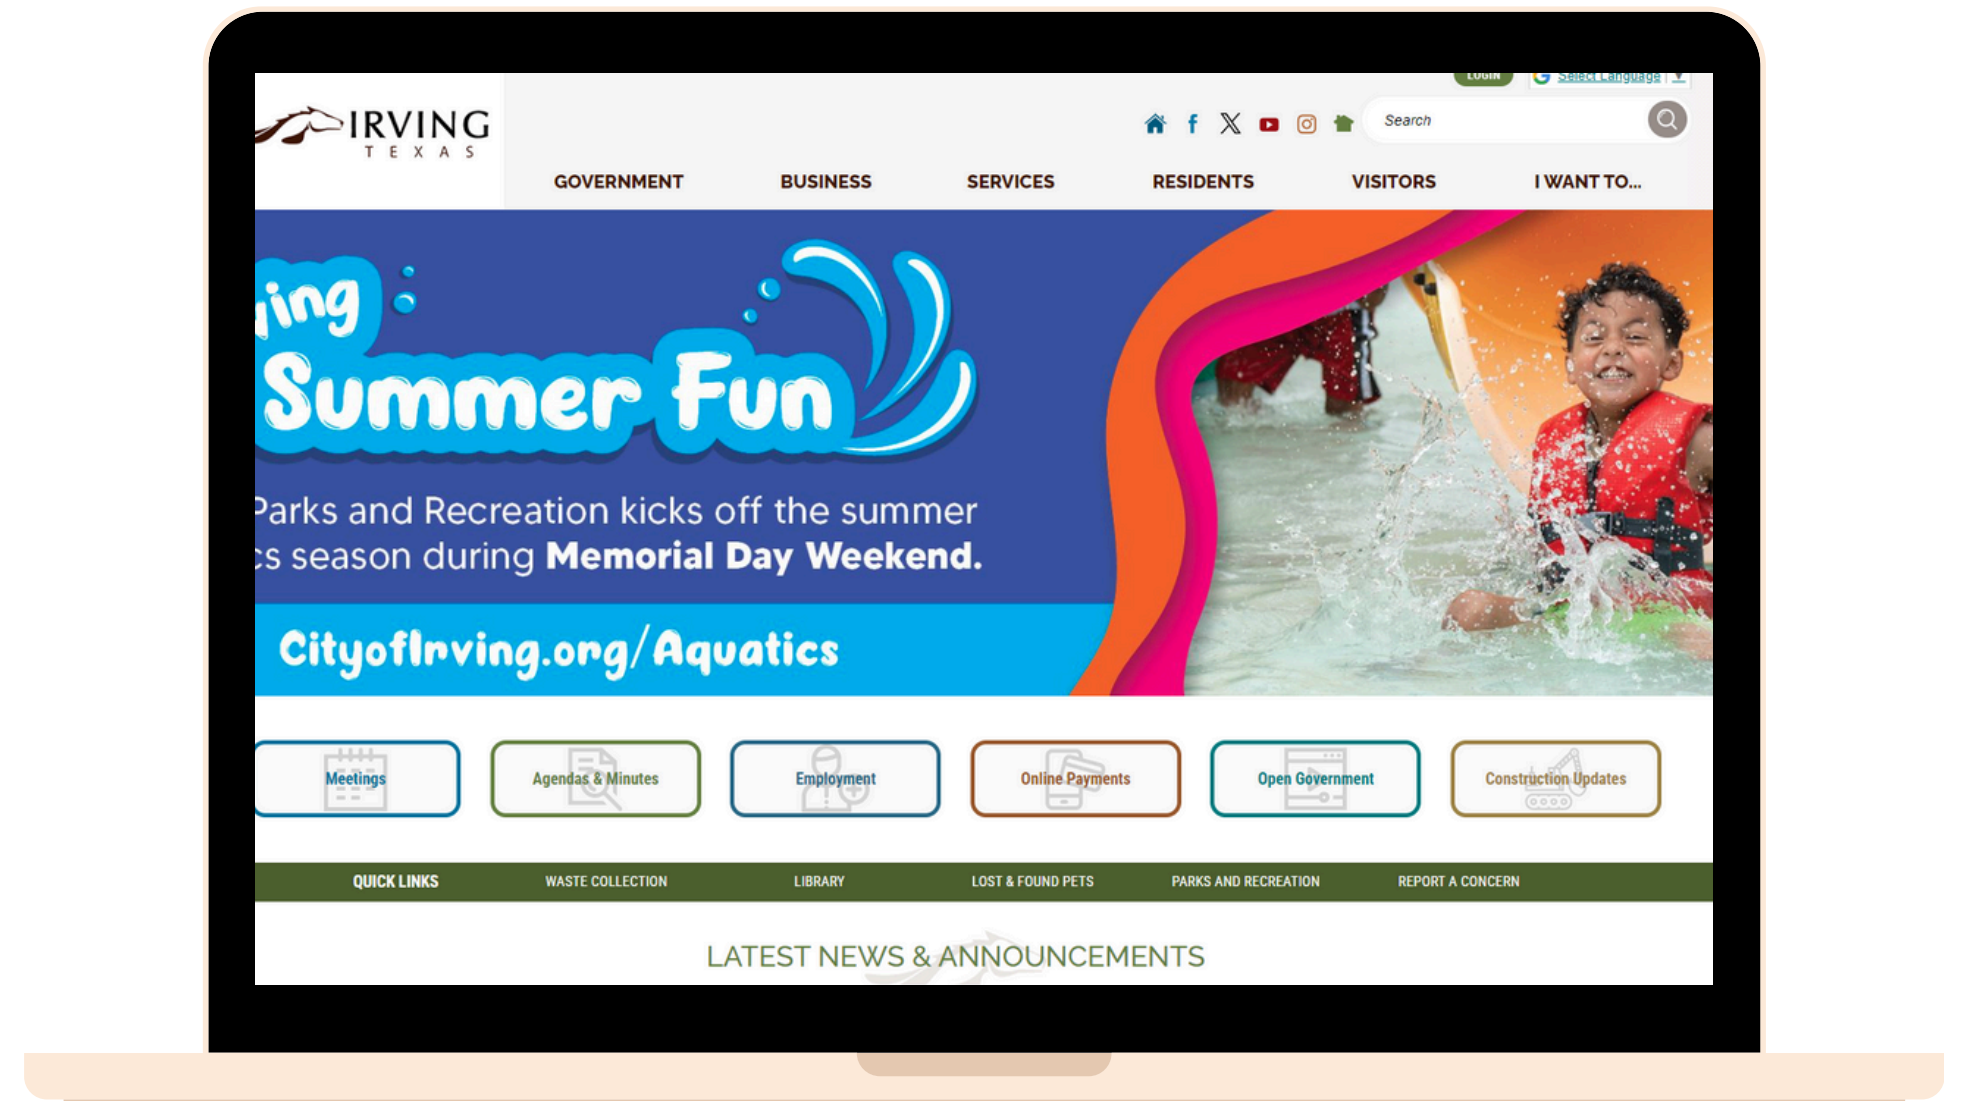 LOGIN
Select Language
IRVING
TEXAS
Search
GOVERNMENT BUSINESS SERVICES RESIDENTS VISITORS I WANT TO...
ving
Summer Fun
Parks and Recreation kicks off the summer
cs season during Memorial Day Weekend.
CityofIrving.org/Aquatics
Meetings Agendas & Minutes Employment Online Payments Open Government Construction Updates
QUICK LINKS WASTE COLLECTION LIBRARY LOST & FOUND PETS PARKS AND RECREATION REPORT A CONCERN
LATEST NEWS & ANNOUNCEMENTS